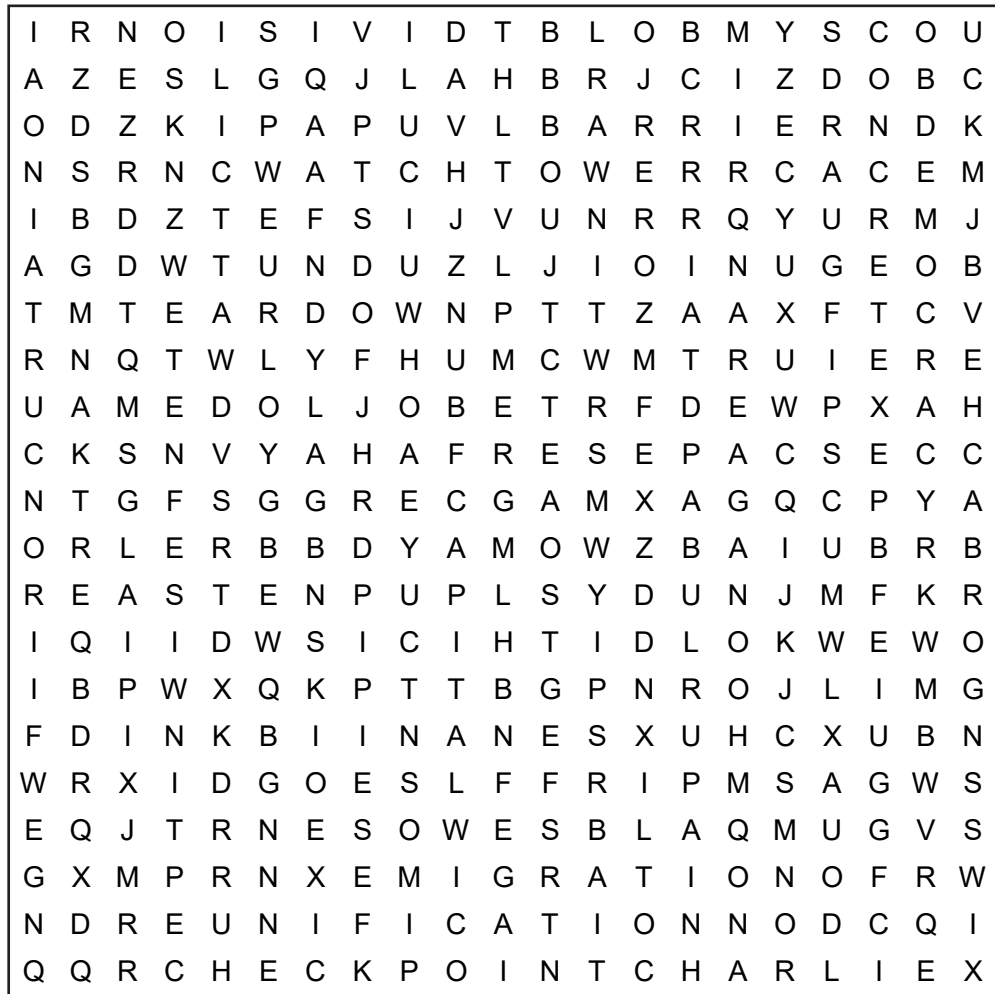 I R N O I S I V I D T B L O B M Y S C O U
A Z E S L G Q J L A H B R J C I Z D O B C
O D Z K I P A P U V L B A R R I E R N D K
N S R N C W A T C H T O W E R R C A C E M
I B D Z T E F S I J V U N R R Q Y U R M J
A G D W T U N D U Z L J I O I N U G E O B
T M T E A R D O W N P T T Z A A X F T C V
R N Q T W L Y F H U M C W M T R U I E R E
U A M E D O L J O B E T R F D E W P X A H
C K S N V Y A H A F R E S E P A C S E C C
N T G F S G G R E C G A M X A G Q C P Y A
O R L E R B B D Y A M O W Z B A I U B R B
R E A S T E N P U P L S Y D U N J M F K R
I Q I I D W S I C I H T I D L O K W E W O
I B P W X Q K P T T B G P N R O J L I M G
F D I N K B I I N A N E S X U H C X U B N
W R X I D G O E S L F F R I P M S A G W S
E Q J T R N E S O W E S B L A Q M U G V S
G X M P R N X E M I G R A T I O N O F R W
N D R E U N I F I C A T I O N N O D C Q I
Q Q R C H E C K P O I N T C H A R L I E X